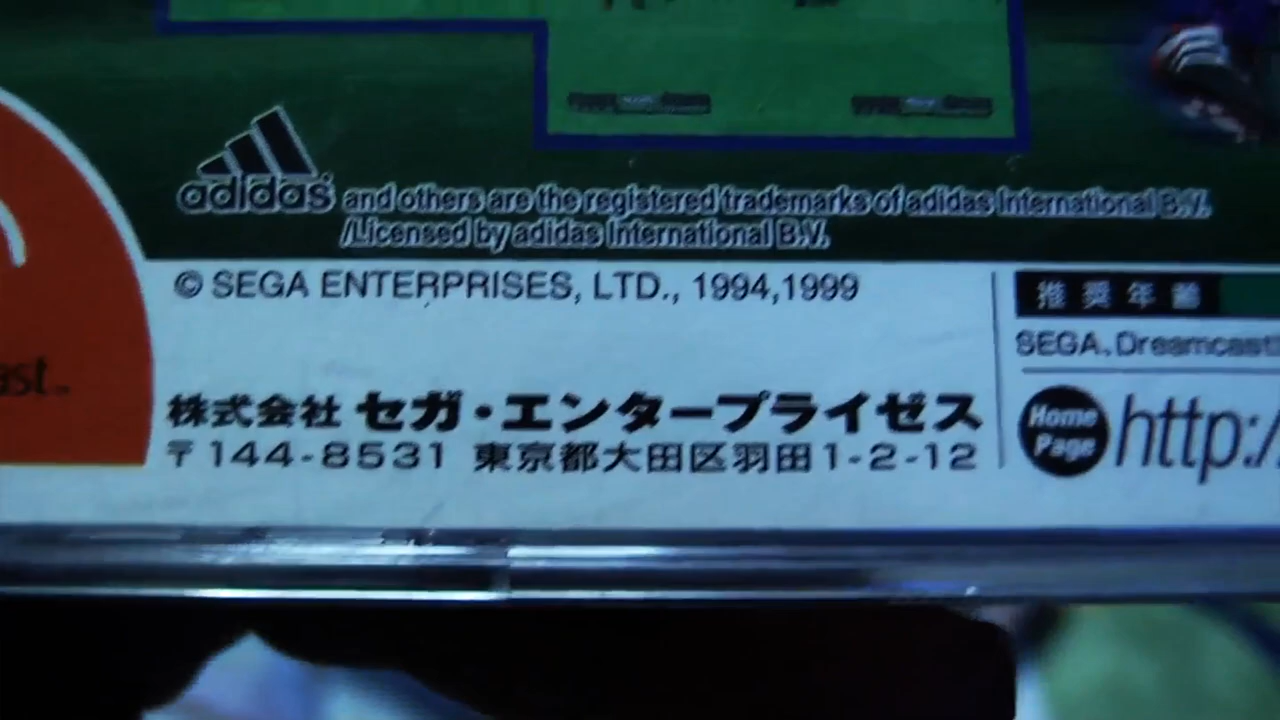 adidas
and others are the registered trademarks of adidas International B.V.
/Licensed by adidas International B.V.
© SEGA ENTERPRISES, LTD., 1994,1999
株式会社 セガ・エンタープライゼス
〒144-8531 東京都大田区羽田1-2-12
推奨年齢
SEGA, Dreamcast
Home
Page
http:/
ast™